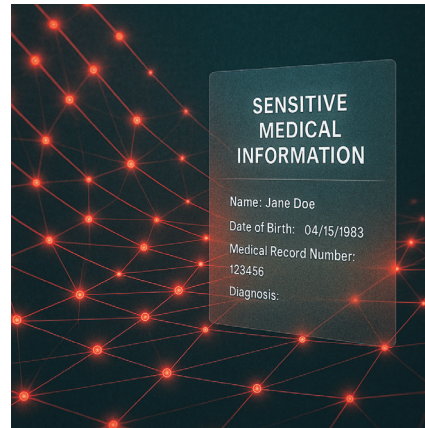 SENSITIVE
MEDICAL
INFORMATION
Name: Jane Doe
Date of Birth: 04/15/1983
Medical Record Number:
123456
Diagnosis: